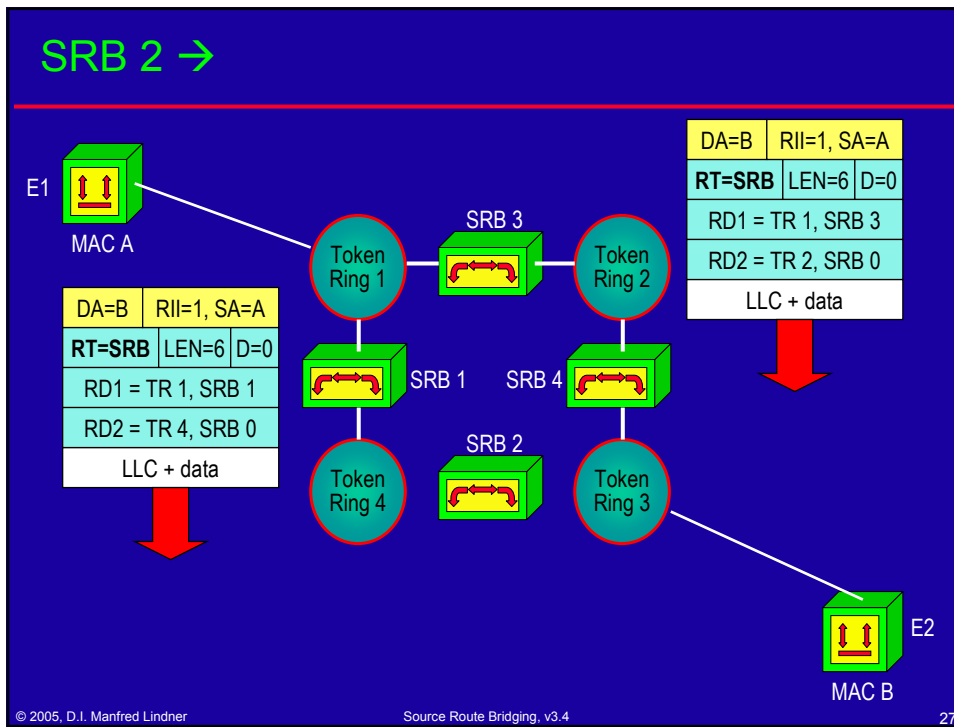 SRB 2 →
E1
MAC A
DA=B RII=1, SA=A
RT=SRB LEN=6 D=0
RD1 = TR 1, SRB 3
RD2 = TR 2, SRB 0
LLC + data
SRB 3
Token
Ring 1
Token
Ring 2
DA=B RII=1, SA=A
RT=SRB LEN=6 D=0
RD1 = TR 1, SRB 1
RD2 = TR 4, SRB 0
LLC + data
SRB 1
SRB 4
SRB 2
Token
Ring 4
Token
Ring 3
E2
MAC B
© 2005, D.I. Manfred Lindner
Source Route Bridging, v3.4
27